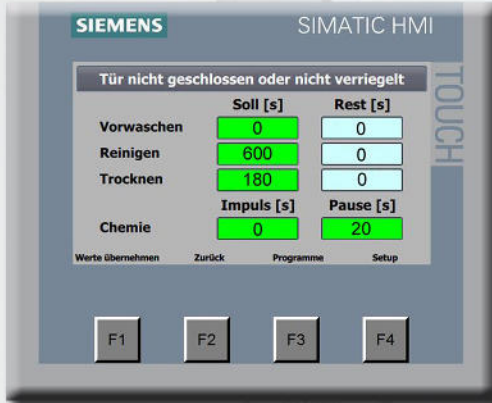 SIEMENS SIMATIC HMI
TOUCH
Tür nicht geschlossen oder nicht verriegelt
Soll [s] Rest [s]
Vorwaschen 0 0
Reinigen 600 0
Trocknen 180 0
Impuls [s] Pause [s]
Chemie 0 20
Werte übernehmen Zurück Programme Setup
F1 F2 F3 F4